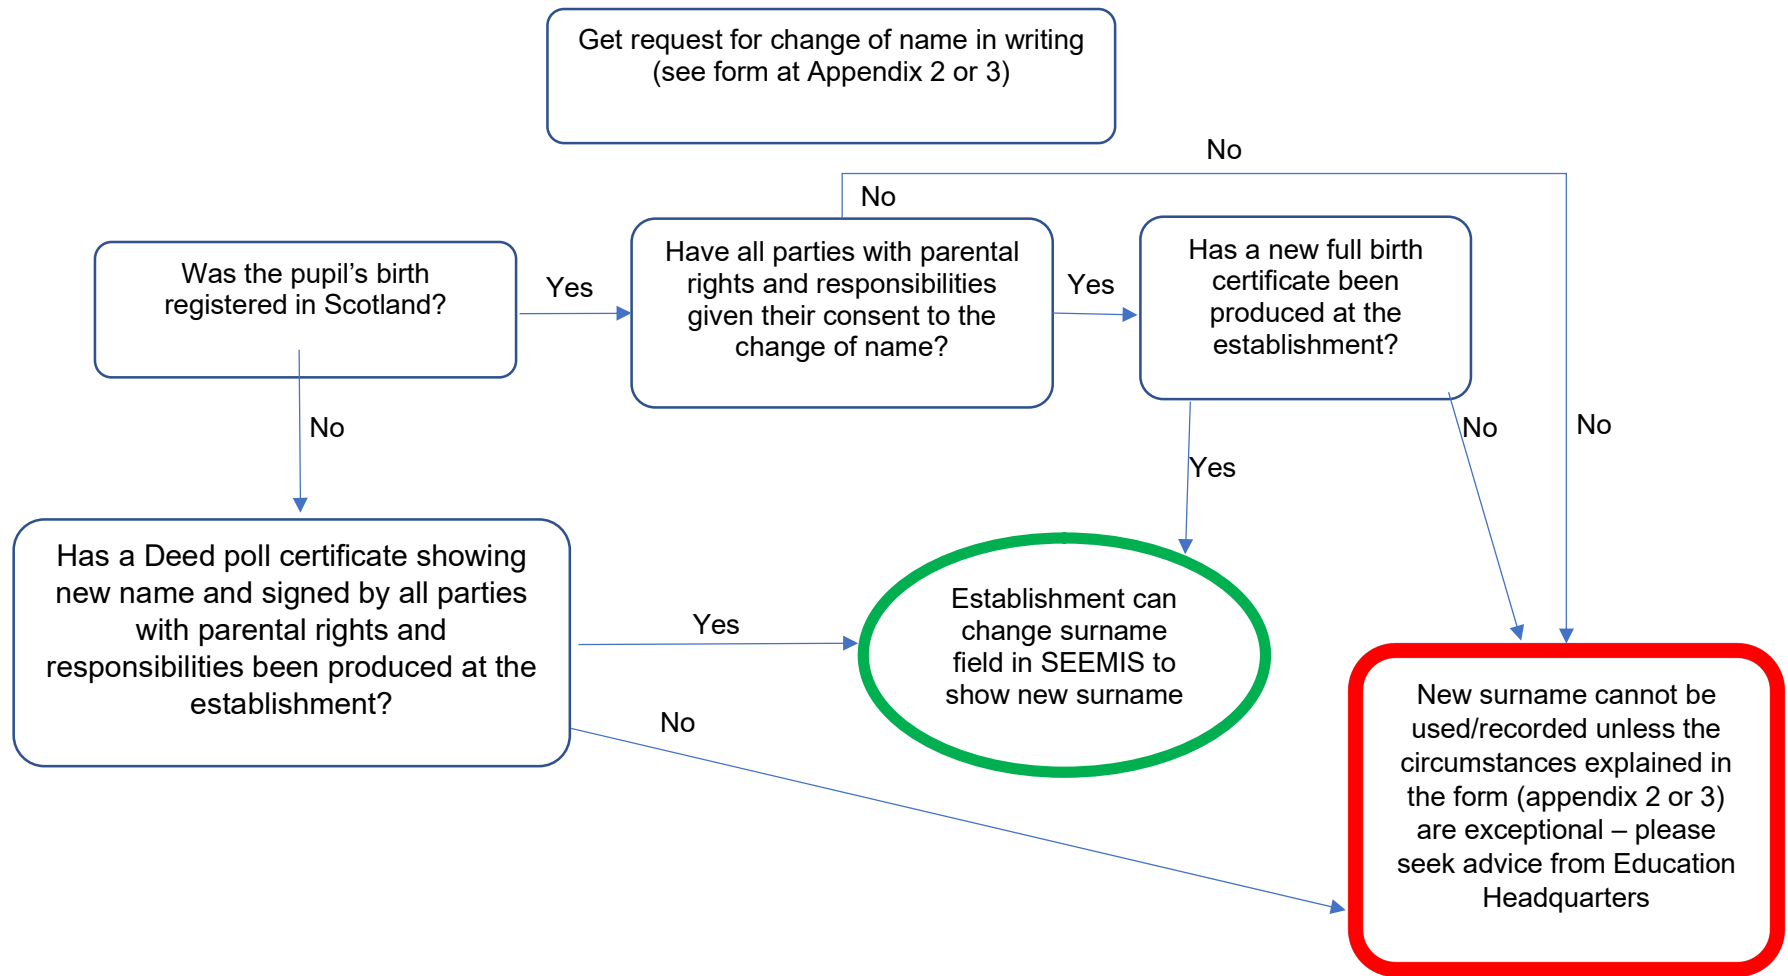 Get request for change of name in writing
(see form at Appendix 2 or 3)
No
No
Was the pupil’s birth
registered in Scotland?
Yes
Have all parties with parental
rights and responsibilities
given their consent to the
change of name?
Yes
Has a new full birth
certificate been
produced at the
establishment?
No
Yes
No
No
Has a Deed poll certificate showing
new name and signed by all parties
with parental rights and
responsibilities been produced at the
establishment?
Yes
No
Establishment can
change surname
field in SEEMIS to
show new surname
New surname cannot be
used/recorded unless the
circumstances explained in
the form (appendix 2 or 3)
are exceptional – please
seek advice from Education
Headquarters